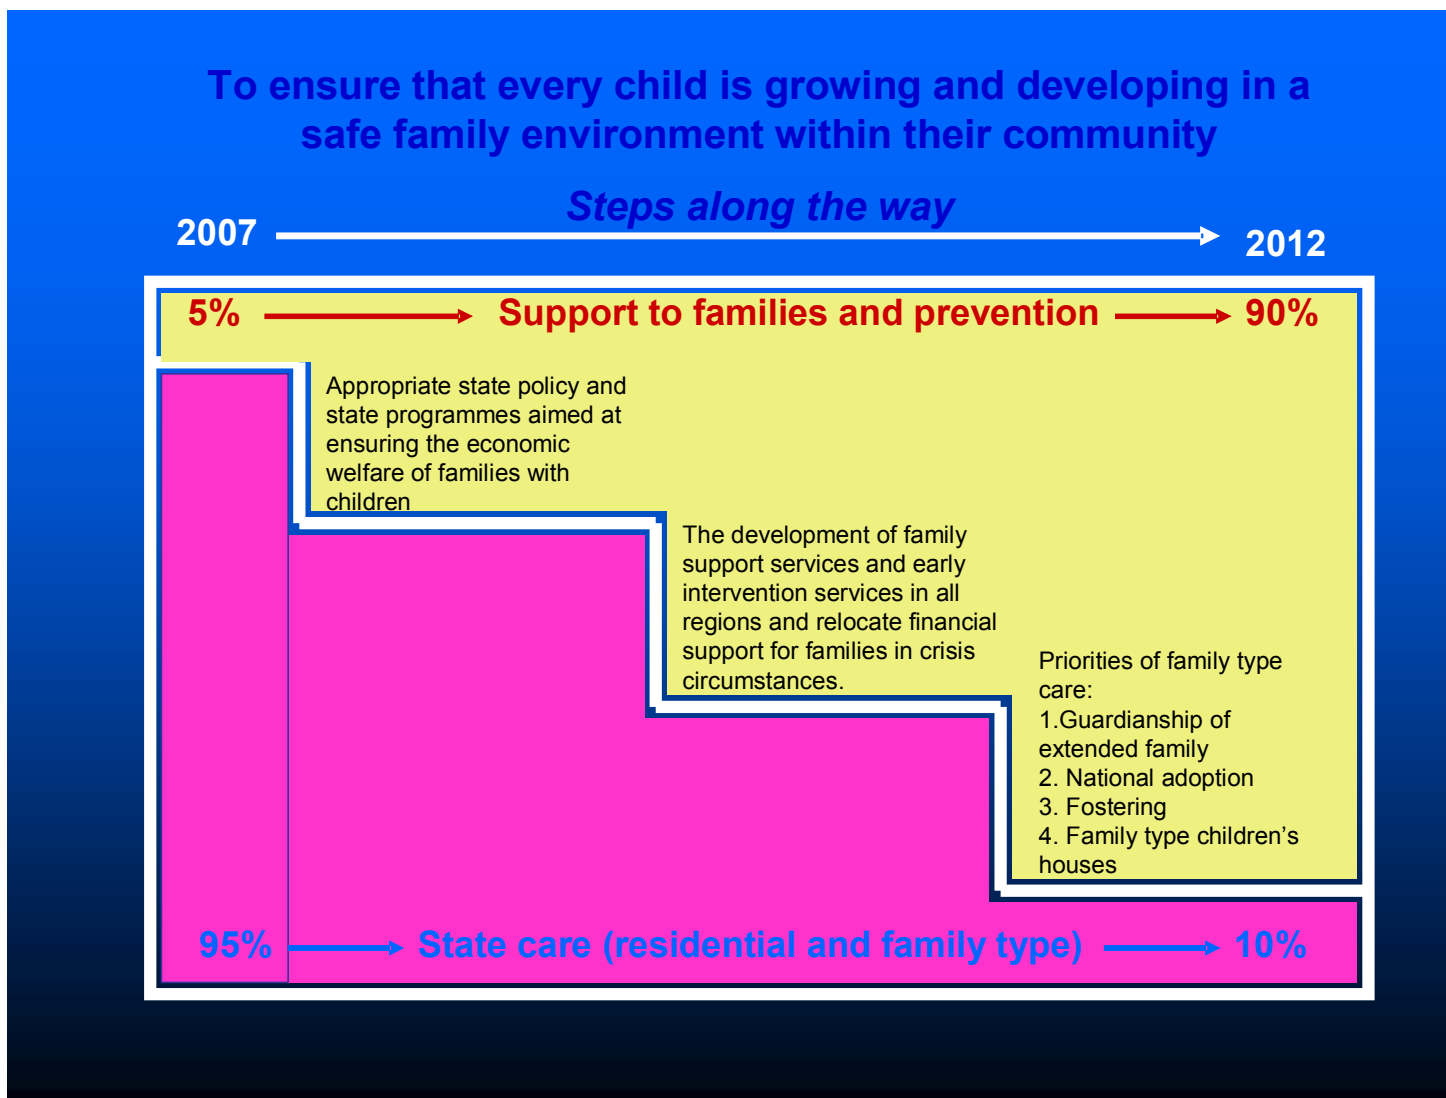 To ensure that every child is growing and developing in a
safe family environment within their community
Steps along the way
2007
2012
5%
Support to families and prevention
90%
Appropriate state policy and
state programmes aimed at
ensuring the economic
welfare of families with
children
The development of family
support services and early
intervention services in all
regions and relocate financial
support for families in crisis
circumstances.
Priorities of family type
care:
1.Guardianship of
extended family
2. National adoption
3. Fostering
4. Family type children’s
houses
95%
State care (residential and family type)
10%